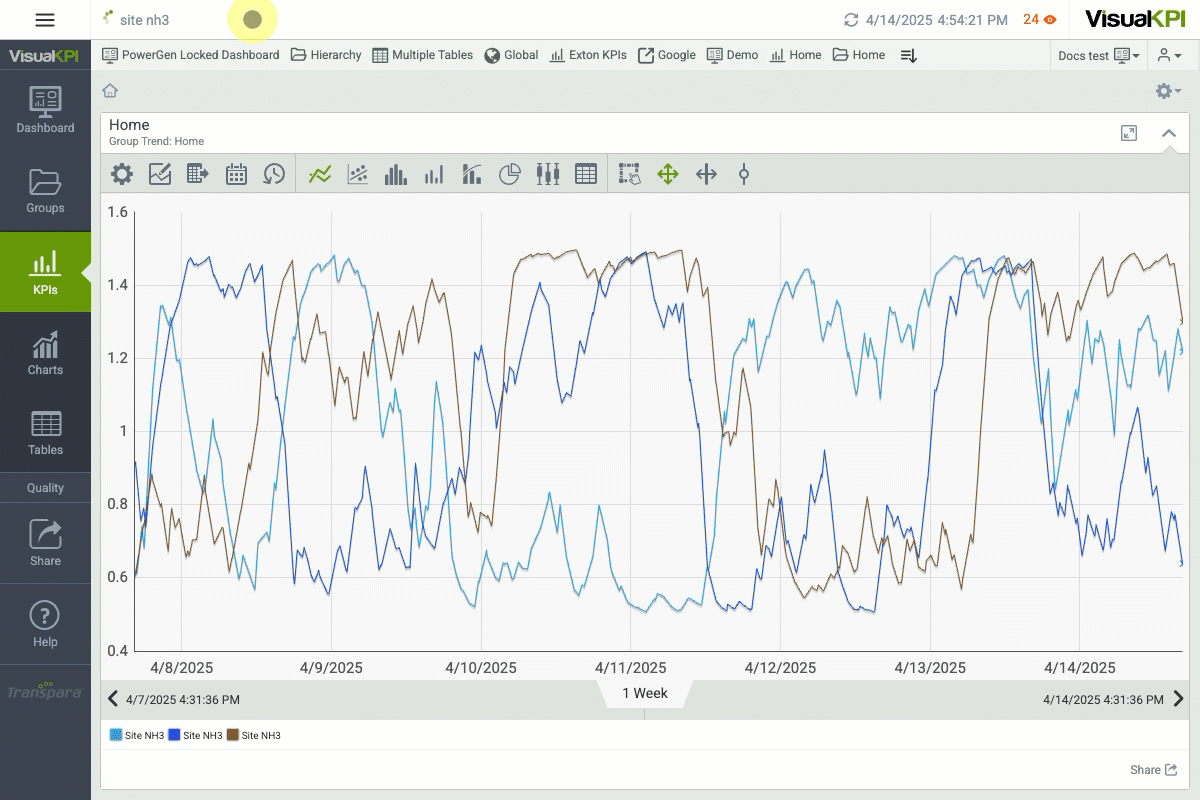 site nh3
4/14/2025 4:54:21 PM
24
VisualKPI
VisualKPI
PowerGen Locked Dashboard
Hierarchy
Multiple Tables
Global
Exton KPIs
Google
Demo
Home
Home
Docs test
Dashboard
Groups
KPIs
Charts
Tables
Quality
Share
Help
Transpara
Home
Group Trend: Home
1.6
1.4
1.2
1
0.8
0.6
0.4
4/8/2025 4/9/2025 4/10/2025 4/11/2025 4/12/2025 4/13/2025 4/14/2025
1 Week
4/7/2025 4:31:36 PM
4/14/2025 4:31:36 PM
Site NH3 Site NH3 Site NH3
Share